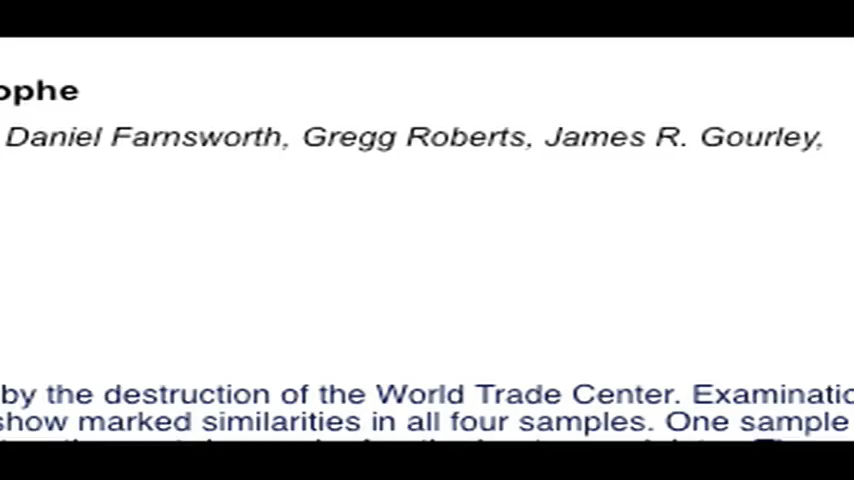 ophe
Daniel Farnsworth, Gregg Roberts, James R. Gourley,
by the destruction of the World Trade Center. Examinatio
show marked similarities in all four samples. One sample